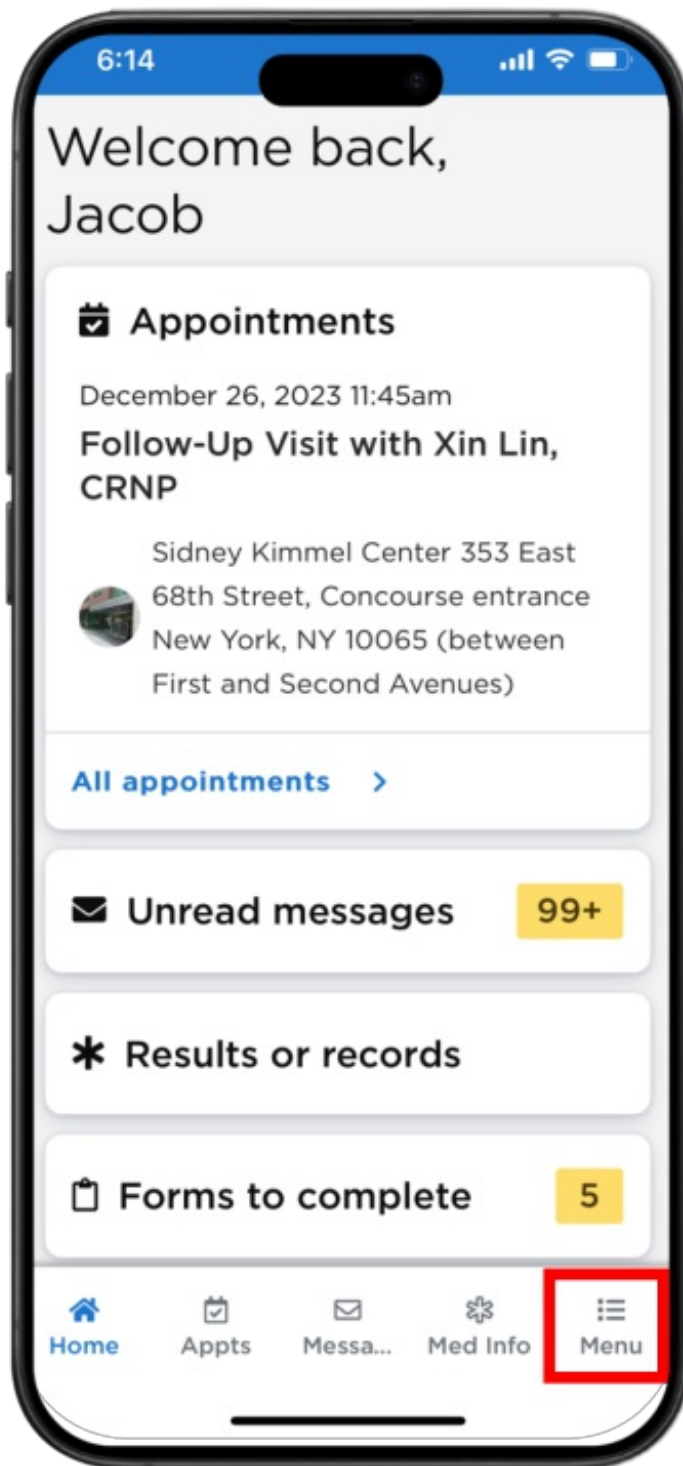 6:14
Welcome back,
Jacob
Appointments
December 26, 2023 11:45am
Follow-Up Visit with Xin Lin,
CRNP
Sidney Kimmel Center 353 East
68th Street, Concourse entrance
New York, NY 10065 (between
First and Second Avenues)
All appointments
Unread messages 99+
Results or records
Forms to complete 5
Home Appts Messa... Med Info Menu